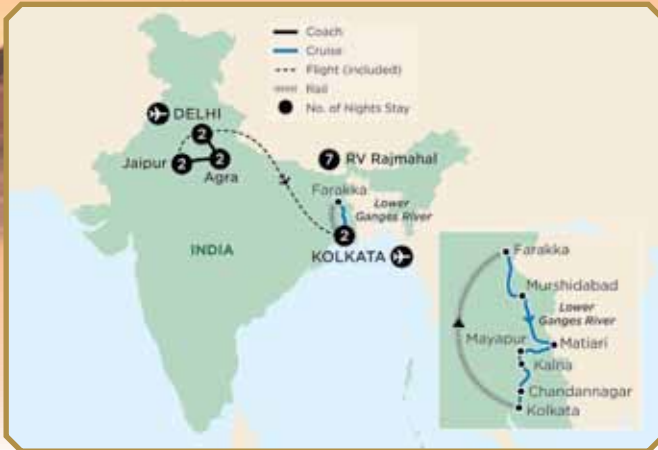 Coach
Cruise
Flight (included)
Rail
No. of Nights Stay
DELHI
2
Jaipur
2
2
Agra
7
RV Rajmahal
Farakka
Lower
Ganges River
2
KOLKATA
INDIA
Farakka
Murshidabad
Lower
Ganges River
Mayapur
Matiari
Kalna
Chandannagar
Kolkata